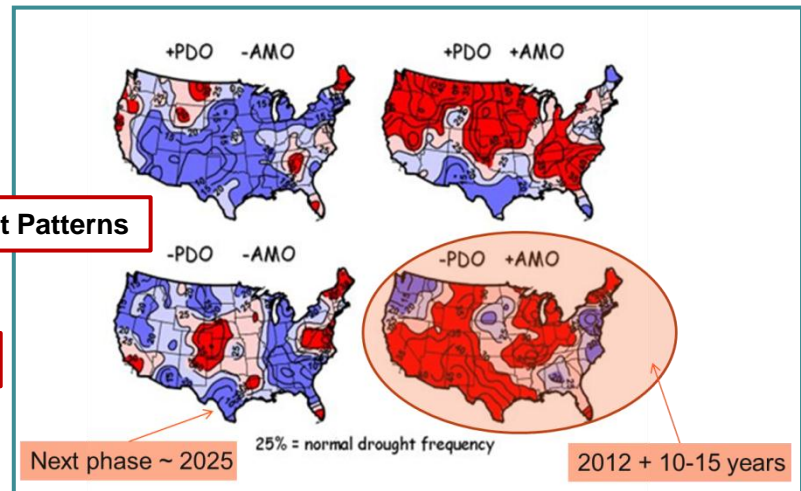 +PDO -AMO
+PDO +AMO
t Patterns
-PDO -AMO
-PDO +AMO
25% = normal drought frequency
Next phase ~ 2025
2012 + 10-15 years